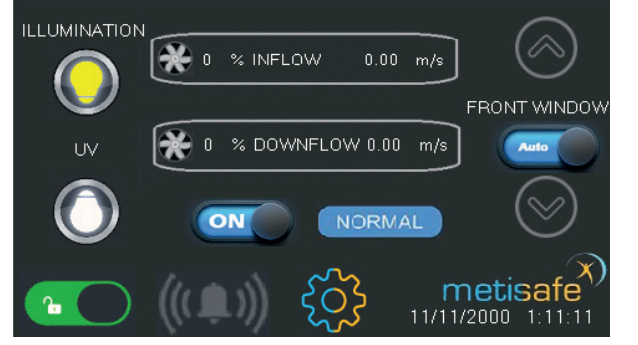 ILLUMINATION
0 % INFLOW 0.00 m/s
FRONT WINDOW
Auto
UV
0 % DOWNFLOW 0.00 m/s
ON
NORMAL
metisafe
11/11/2000 1:11:11